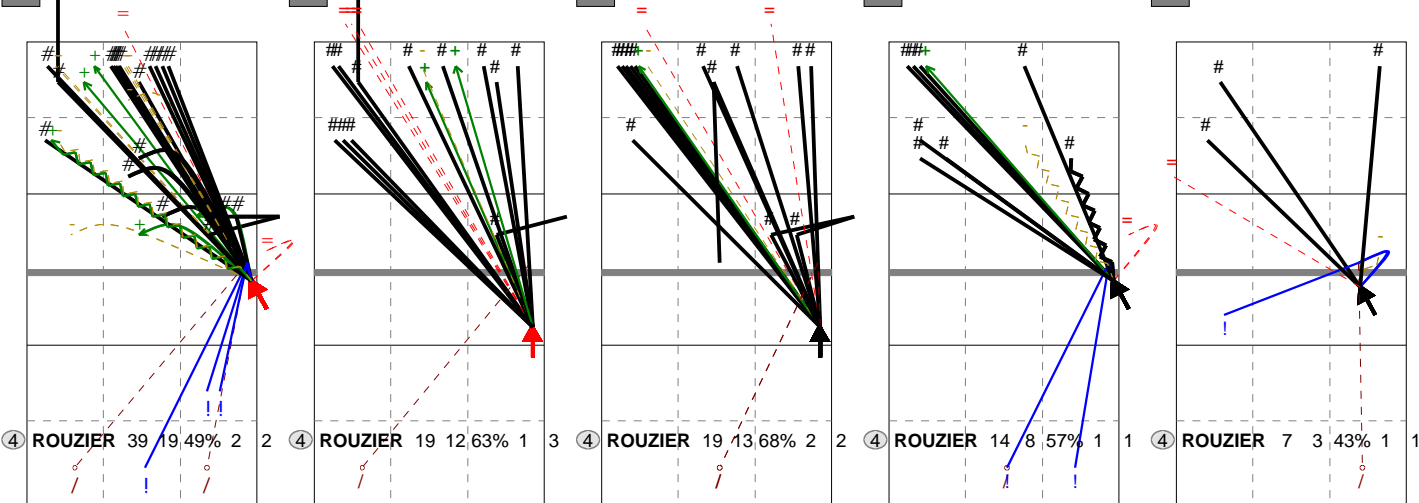 ④ ROUZIER 39 19 49% 2 2
④ ROUZIER 19 12 63% 1 3
④ ROUZIER 19 13 68% 2 2
④ ROUZIER 14 8 57% 1 1
④ ROUZIER 7 3 43% 1 1